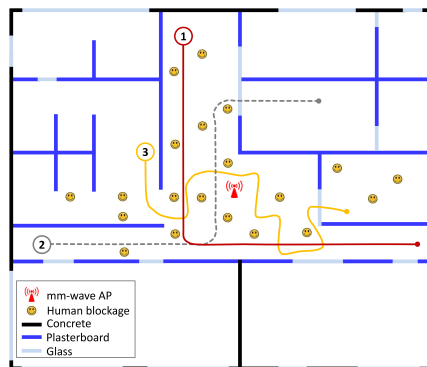 1
3
2
mm-wave AP
Human blockage
Concrete
Plasterboard
Glass